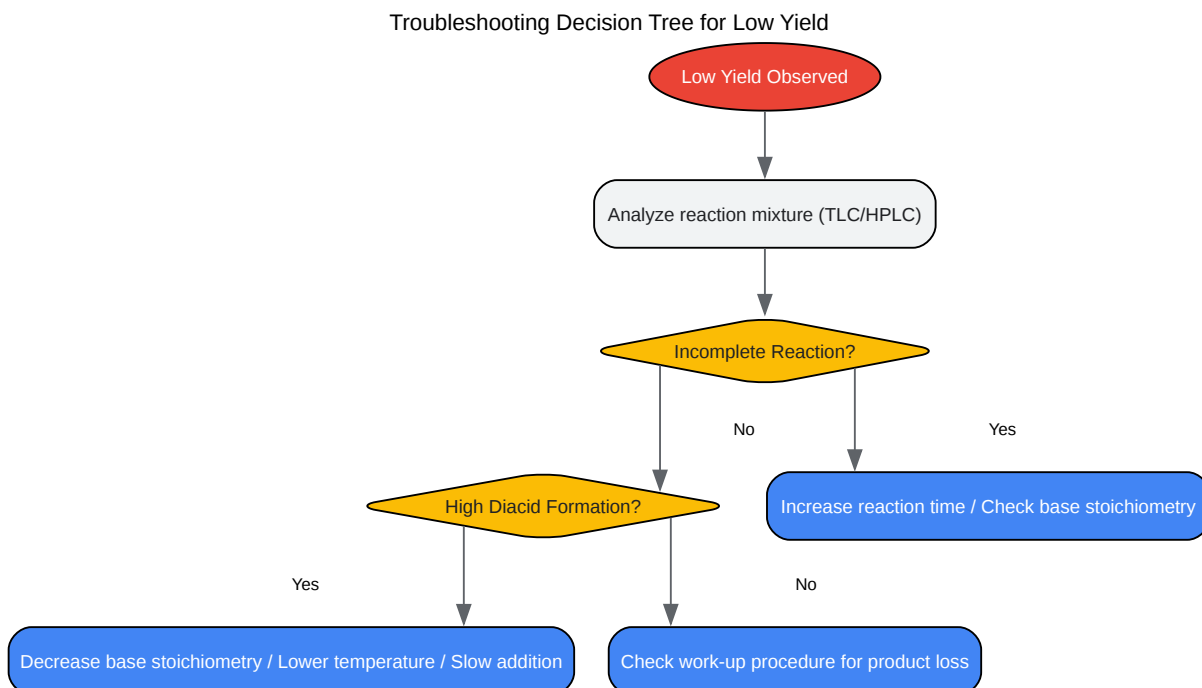 Troubleshooting Decision Tree for Low Yield
Low Yield Observed
Analyze reaction mixture (TLC/HPLC)
Incomplete Reaction?
No
Yes
High Diacid Formation?
Increase reaction time / Check base stoichiometry
Yes
No
Decrease base stoichiometry / Lower temperature / Slow addition
Check work-up procedure for product loss